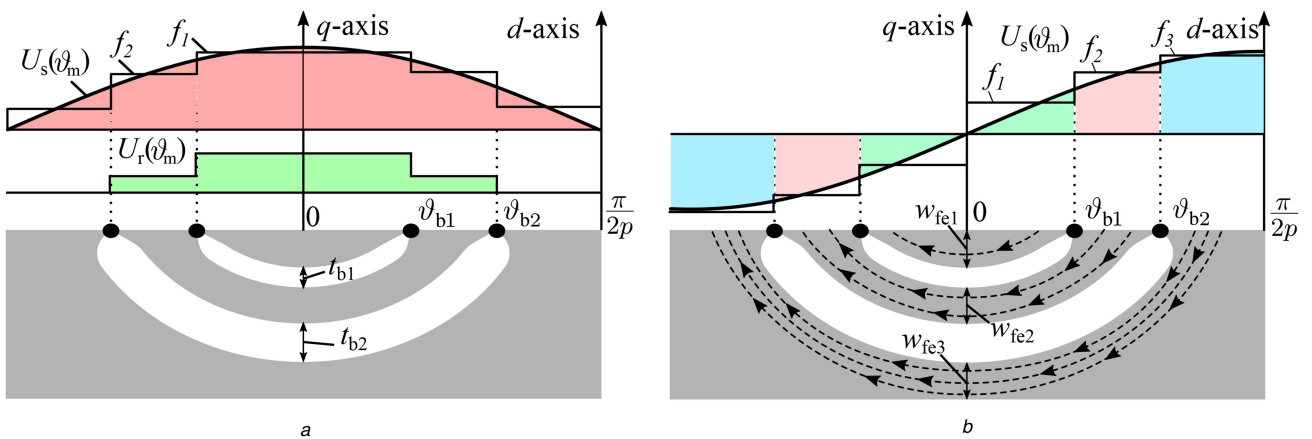 q-axis
d-axis
f₂
f₁
Uₛ(ϑₘ)
Uᵣ(ϑₘ)
0
ϑb1
ϑb2
π/2p
tb1
tb2
a
q-axis
d-axis
Uₛ(ϑₘ)
f₁
f₂
f₃
wfe1
0
ϑb1
ϑb2
π/2p
wfe2
wfe3
b